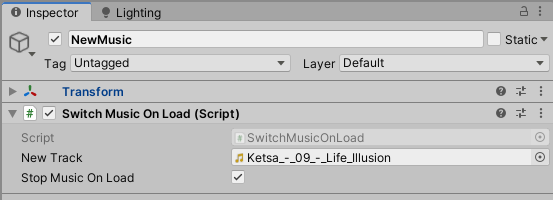 Inspector Lighting
NewMusic Static
Tag Untagged Layer Default
Transform
# Switch Music On Load (Script)
Script SwitchMusicOnLoad
New Track Ketsa_-_09_-_Life_Illusion
Stop Music On Load